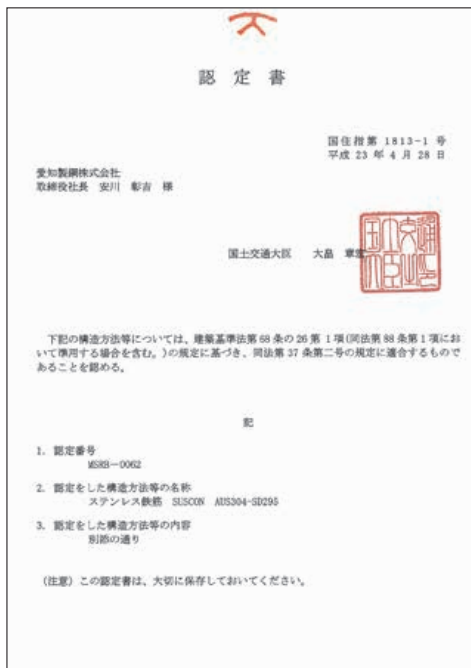 認定書
国住指第 1813-1 号
平成 23 年 4 月 28 日
愛知製鋼株式会社
取締役社長 安川 彰吉 様
国土交通大臣 大畠 章宏
下記の構造方法等については、建築基準法第 68 条の 26 第 1 項(同法第 88 条第 1 項にお
いて準用する場合を含む。)の規定に基づき、同法第 37 条第二号の規定に適合するもので
あることを認める。
記
1. 認定番号
MSRB-0062
2. 認定をした構造方法等の名称
ステンレス鉄筋 SUSCON AUS304-SD295
3. 認定をした構造方法等の内容
別添の通り
(注意)この認定書は、大切に保存しておいてください。